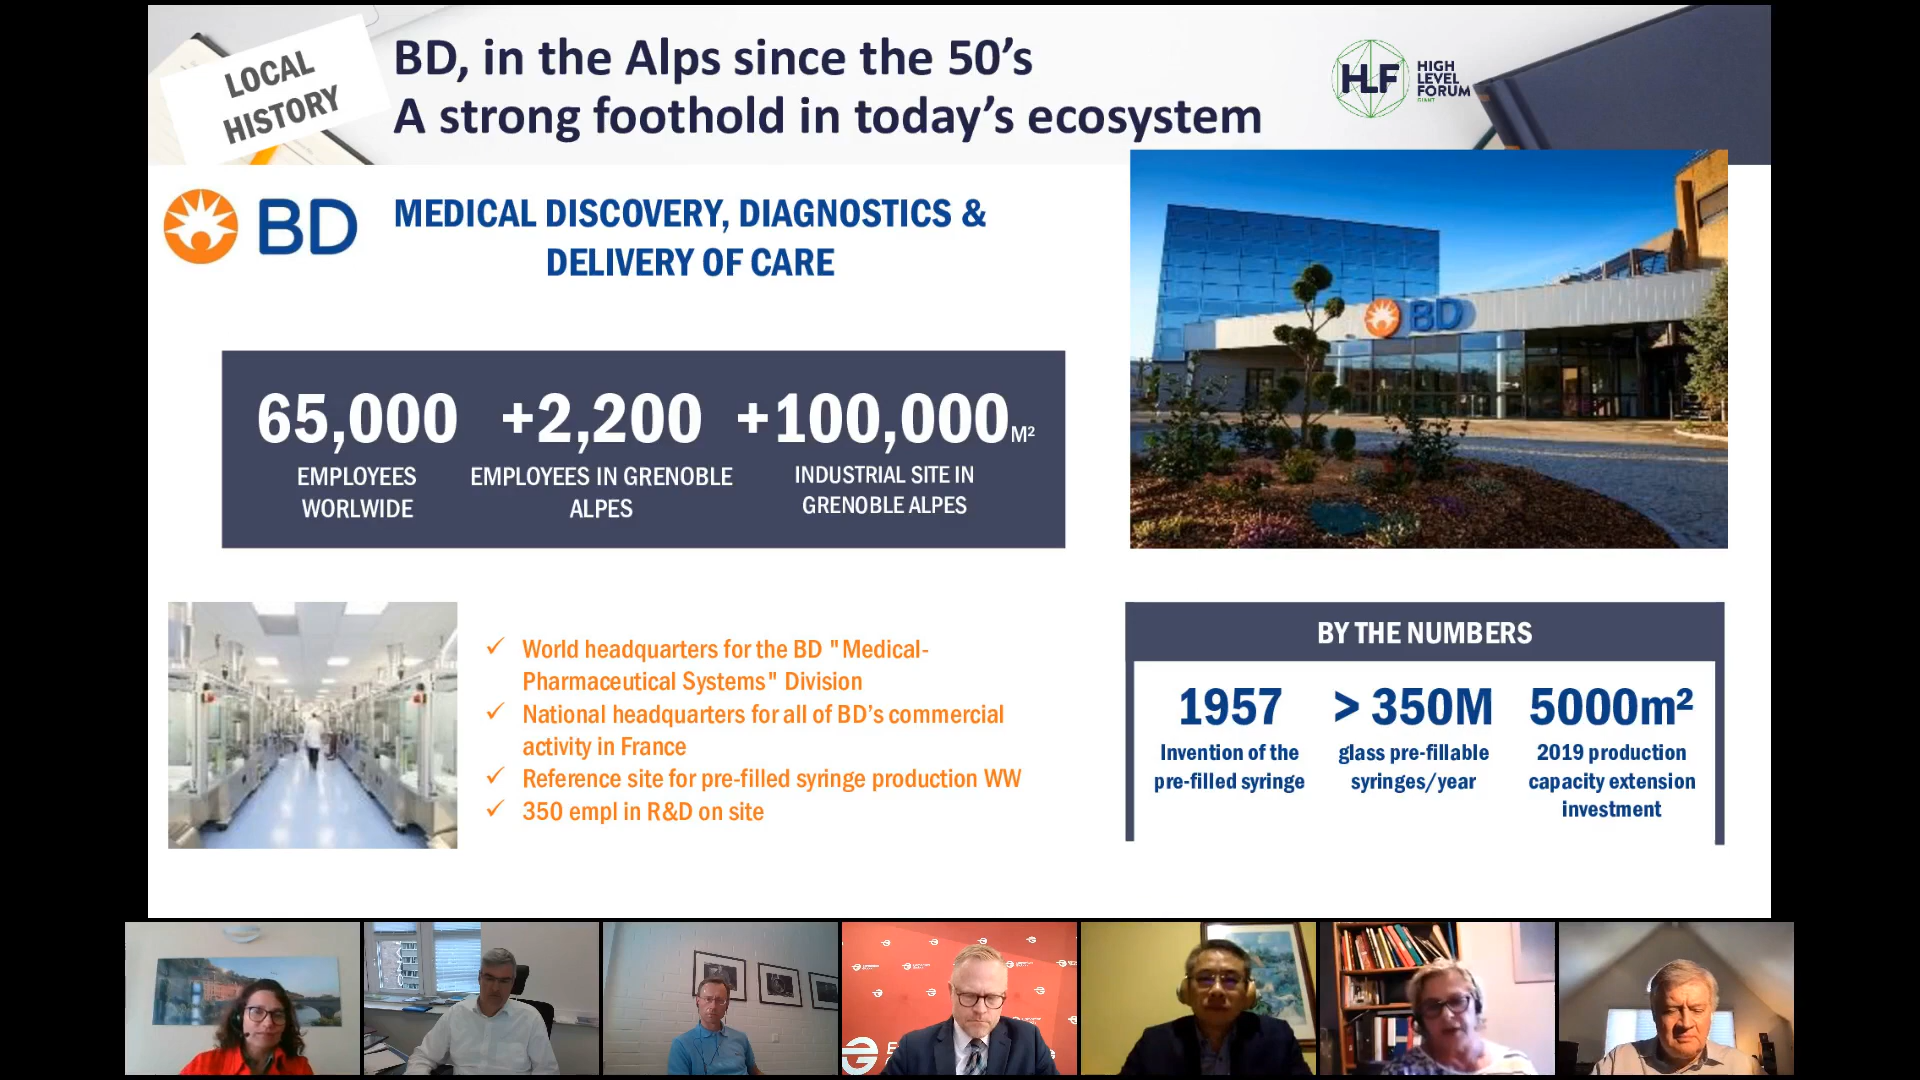 LOCAL
HISTORY
BD, in the Alps since the 50's
A strong foothold in today's ecosystem
HLF
HIGH
LEVEL
FORUM
GIANT
BD
MEDICAL DISCOVERY, DIAGNOSTICS &
DELIVERY OF CARE
BD
65,000
EMPLOYEES
WORLWIDE
+2,200
EMPLOYEES IN GRENOBLE
ALPES
+100,000 M²
INDUSTRIAL SITE IN
GRENOBLE ALPES
✓ World headquarters for the BD "Medical-
Pharmaceutical Systems" Division
✓ National headquarters for all of BD's commercial
activity in France
✓ Reference site for pre-filled syringe production WW
✓ 350 empl in R&D on site
BY THE NUMBERS
1957
Invention of the
pre-filled syringe
> 350M
glass pre-fillable
syringes/year
5000m²
2019 production
capacity extension
investment